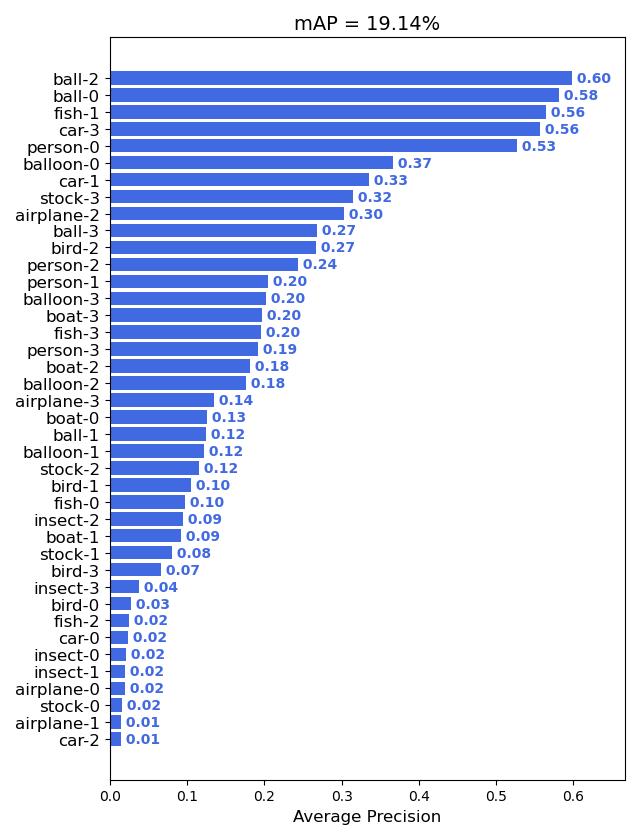 mAP = 19.14%
ball-2 0.60
ball-0 0.58
fish-1 0.56
car-3 0.56
person-0 0.53
balloon-0 0.37
car-1 0.33
stock-3 0.32
airplane-2 0.30
ball-3 0.27
bird-2 0.27
person-2 0.24
person-1 0.20
balloon-3 0.20
boat-3 0.20
fish-3 0.20
person-3 0.19
boat-2 0.18
balloon-2 0.18
airplane-3 0.14
boat-0 0.13
ball-1 0.12
balloon-1 0.12
stock-2 0.12
bird-1 0.10
fish-0 0.10
insect-2 0.09
boat-1 0.09
stock-1 0.08
bird-3 0.07
insect-3 0.04
bird-0 0.03
fish-2 0.02
car-0 0.02
insect-0 0.02
insect-1 0.02
airplane-0 0.02
stock-0 0.02
airplane-1 0.01
car-2 0.01
0.0 0.1 0.2 0.3 0.4 0.5 0.6
Average Precision